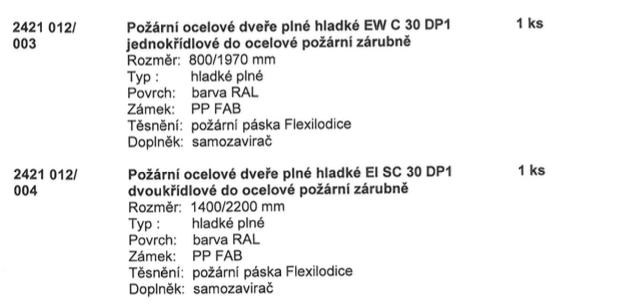 2421 012/ Požární ocelové dveře plné hladké EW C 30 DP1 1 ks
003 jednokřídlové do ocelové požární zárubně
Rozměr: 800/1970 mm
Typ : hladké plné
Povrch: barva RAL
Zámek: PP FAB
Těsnění: požární páska Flexilodice
Doplněk: samozavirač
2421 012/ Požární ocelové dveře plné hladké EI SC 30 DP1 1 ks
004 dvoukřídlové do ocelové požární zárubně
Rozměr: 1400/2200 mm
Typ : hladké plné
Povrch: barva RAL
Zámek: PP FAB
Těsnění: požární páska Flexilodice
Doplněk: samozavirač